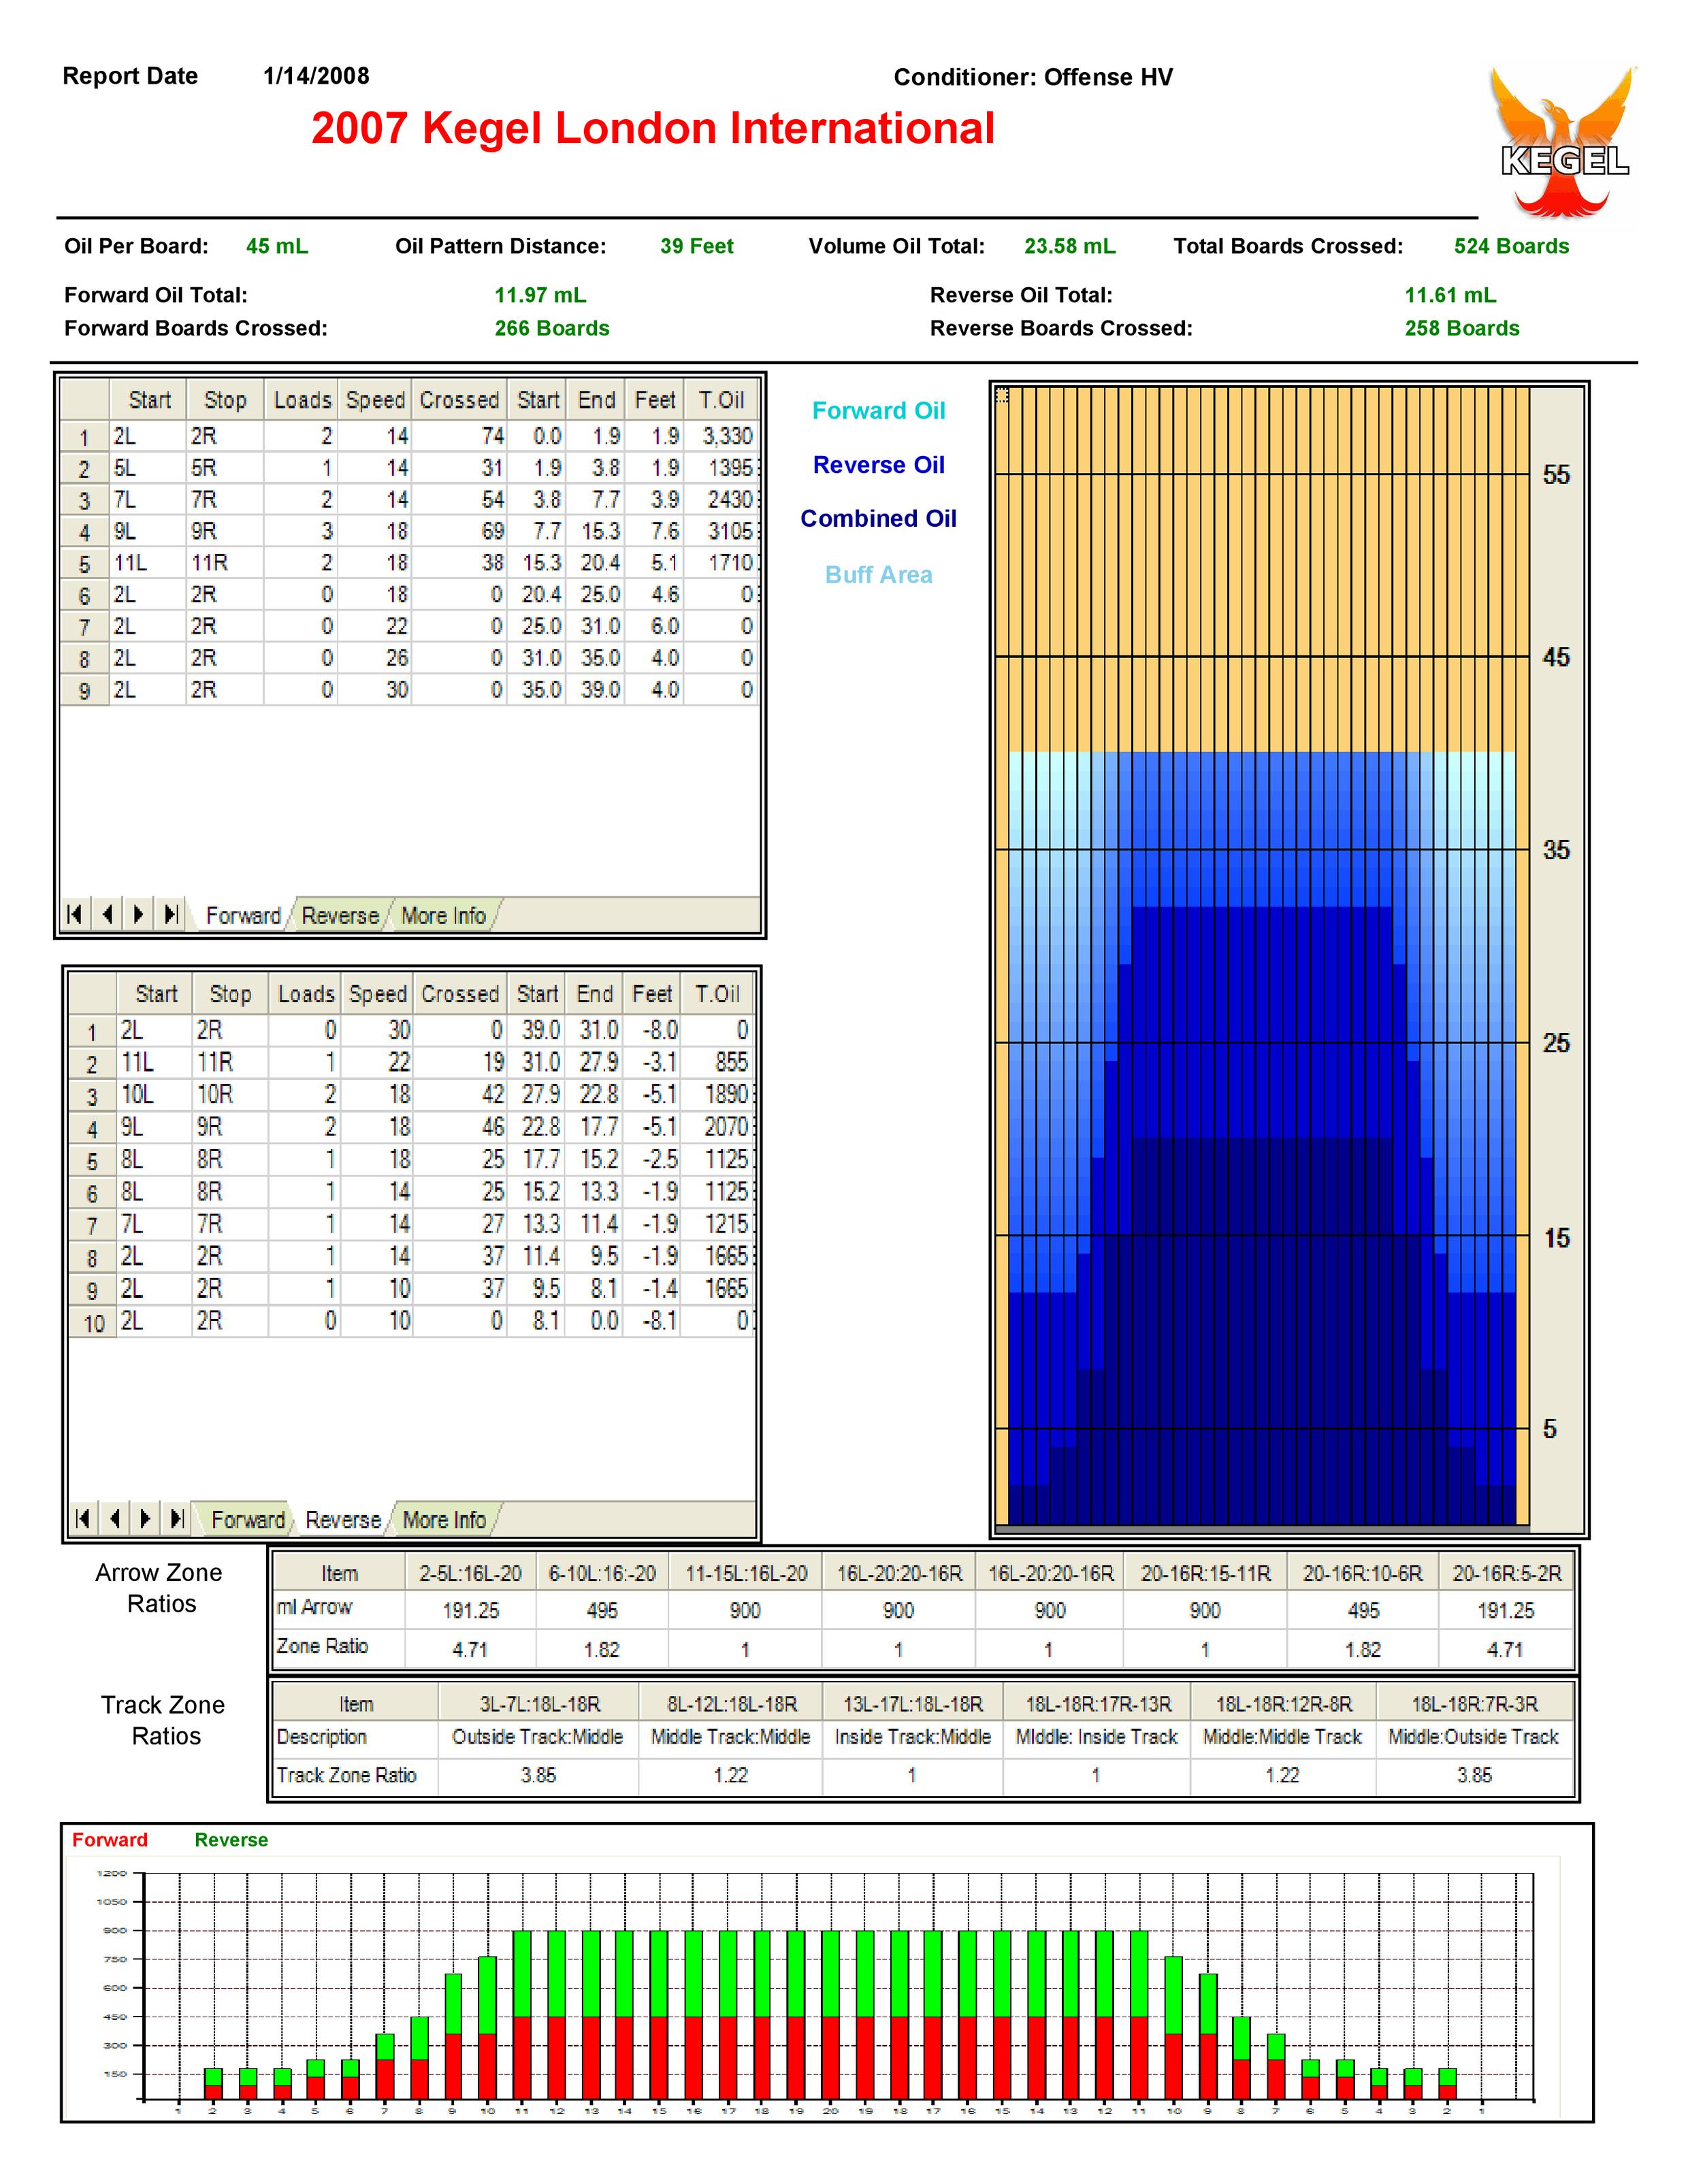 Report Date 1/14/2008 Conditioner: Offense HV
2007 Kegel London International
KEGEL
Oil Per Board: 45 mL Oil Pattern Distance: 39 Feet Volume Oil Total: 23.58 mL Total Boards Crossed: 524 Boards
Forward Oil Total: 11.97 mL Reverse Oil Total: 11.61 mL
Forward Boards Crossed: 266 Boards Reverse Boards Crossed: 258 Boards
Start Stop Loads Speed Crossed Start End Feet T.Oil
1 2L 2R 2 14 74 0.0 1.9 1.9 3,330
2 5L 5R 1 14 31 1.9 3.8 1.9 1395
3 7L 7R 2 14 54 3.8 7.7 3.9 2430
4 9L 9R 3 18 69 7.7 15.3 7.6 3105
5 11L 11R 2 18 38 15.3 20.4 5.1 1710
6 2L 2R 0 18 0 20.4 25.0 4.6 0
7 2L 2R 0 22 0 25.0 31.0 6.0 0
8 2L 2R 0 26 0 31.0 35.0 4.0 0
9 2L 2R 0 30 0 35.0 39.0 4.0 0
Forward Reverse More Info
Forward Oil
Reverse Oil
Combined Oil
Buff Area
55
45
35
25
15
5
Start Stop Loads Speed Crossed Start End Feet T.Oil
1 2L 2R 0 30 0 39.0 31.0 -8.0 0
2 11L 11R 1 22 19 31.0 27.9 -3.1 855
3 10L 10R 2 18 42 27.9 22.8 -5.1 1890
4 9L 9R 2 18 46 22.8 17.7 -5.1 2070
5 8L 8R 1 18 25 17.7 15.2 -2.5 1125
6 8L 8R 1 14 25 15.2 13.3 -1.9 1125
7 7L 7R 1 14 27 13.3 11.4 -1.9 1215
8 2L 2R 1 14 37 11.4 9.5 -1.9 1665
9 2L 2R 1 10 37 9.5 8.1 -1.4 1665
10 2L 2R 0 10 0 8.1 0.0 -8.1 0
Forward Reverse More Info
Arrow Zone
Ratios
Item 2-5L:16L-20 6-10L:16:-20 11-15L:16L-20 16L-20:20-16R 16L-20:20-16R 20-16R:15-11R 20-16R:10-6R 20-16R:5-2R
ml Arrow 191.25 495 900 900 900 900 495 191.25
Zone Ratio 4.71 1.82 1 1 1 1 1.82 4.71
Track Zone
Ratios
Item 3L-7L:18L-18R 8L-12L:18L-18R 13L-17L:18L-18R 18L-18R:17R-13R 18L-18R:12R-8R 18L-18R:7R-3R
Description Outside Track:Middle Middle Track:Middle Inside Track:Middle MIddle: Inside Track Middle:Middle Track Middle:Outside Track
Track Zone Ratio 3.85 1.22 1 1 1.22 3.85
Forward Reverse
1200
1050
900
750
600
450
300
150
1 2 3 4 5 6 7 8 9 10 11 12 13 14 15 16 17 18 19 20 19 18 17 16 15 14 13 12 11 10 9 8 7 6 5 4 3 2 1